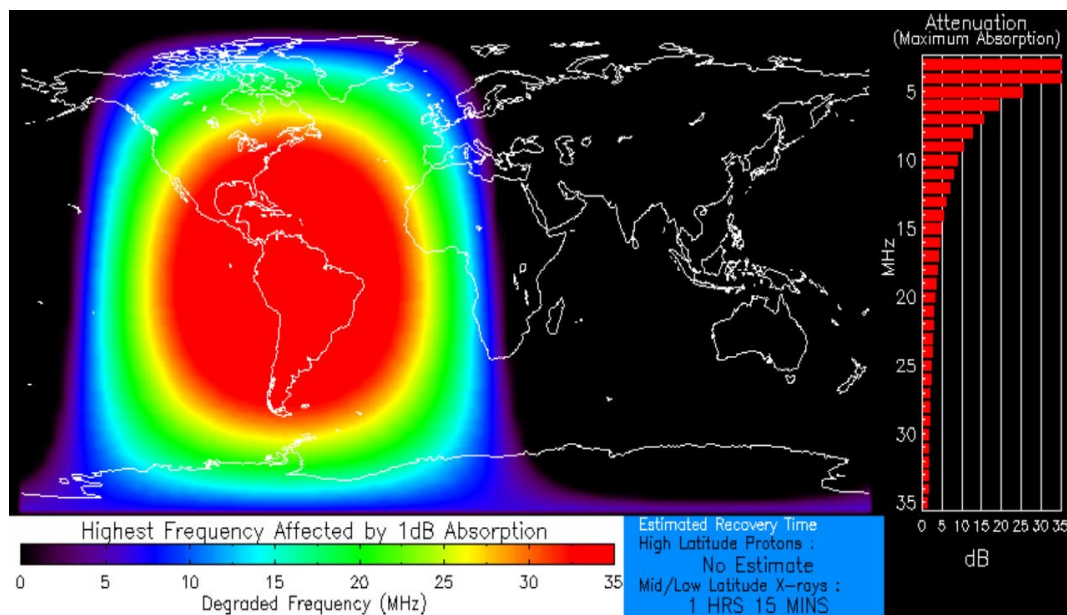 Attenuation
(Maximum Absorption)
5
10
15
20
25
30
35
MHz
0 5 10 15 20 25 30 35
dB
Highest Frequency Affected by 1dB Absorption
0 5 10 15 20 25 30 35
Degraded Frequency (MHz)
Estimated Recovery Time
High Latitude Protons :
No Estimate
Mid/Low Latitude X-rays :
1 HRS 15 MINS